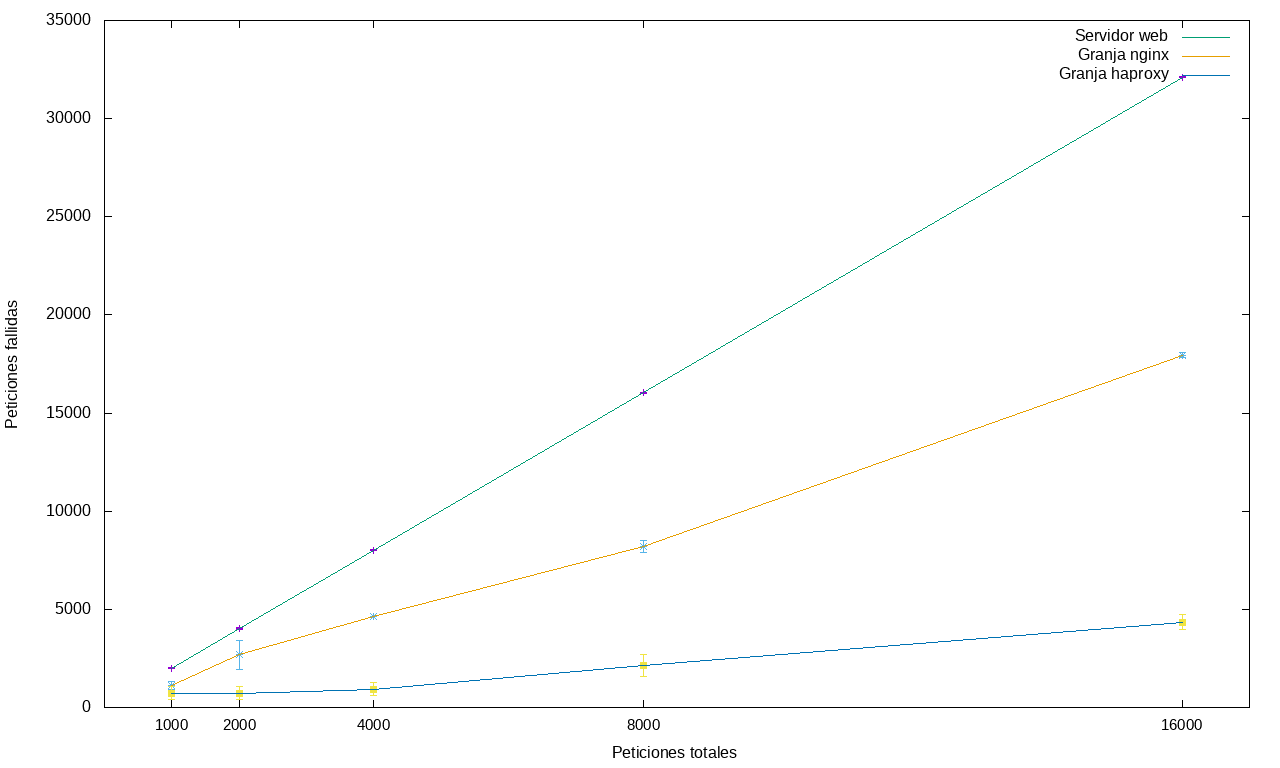 35000
30000
25000
20000
15000
10000
5000
0
Peticiones fallidas
Servidor web
Granja nginx
Granja haproxy
1000 2000 4000 8000 16000
Peticiones totales